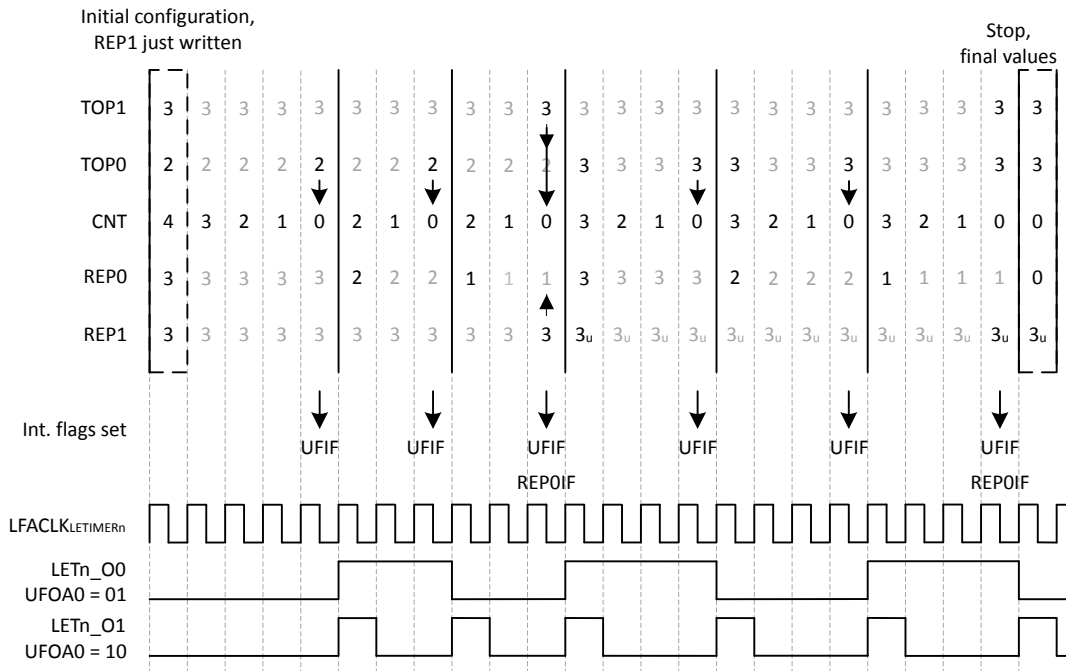 Initial configuration,
REP1 just written
Stop,
final values
TOP1 3 3 3 3 3 3 3 3 3 3 3 3 3 3 3 3 3 3 3 3 3 3 3 3
TOP0 2 2 2 2 2 2 2 2 2 2 2 3 3 3 3 3 3 3 3 3 3 3 3 3
CNT 4 3 2 1 0 2 1 0 2 1 0 3 2 1 0 3 2 1 0 3 2 1 0 0
REP0 3 3 3 3 3 2 2 2 1 1 1 3 3 3 3 2 2 2 2 1 1 1 1 0
REP1 3 3 3 3 3 3 3 3 3 3 3 3u 3u 3u 3u 3u 3u 3u 3u 3u 3u 3u 3u 3u
Int. flags set
UFIF UFIF UFIF UFIF UFIF UFIF
REP0IF REP0IF
LFACLKLETIMERn
LETn_O0
UFOA0 = 01
LETn_O1
UFOA0 = 10